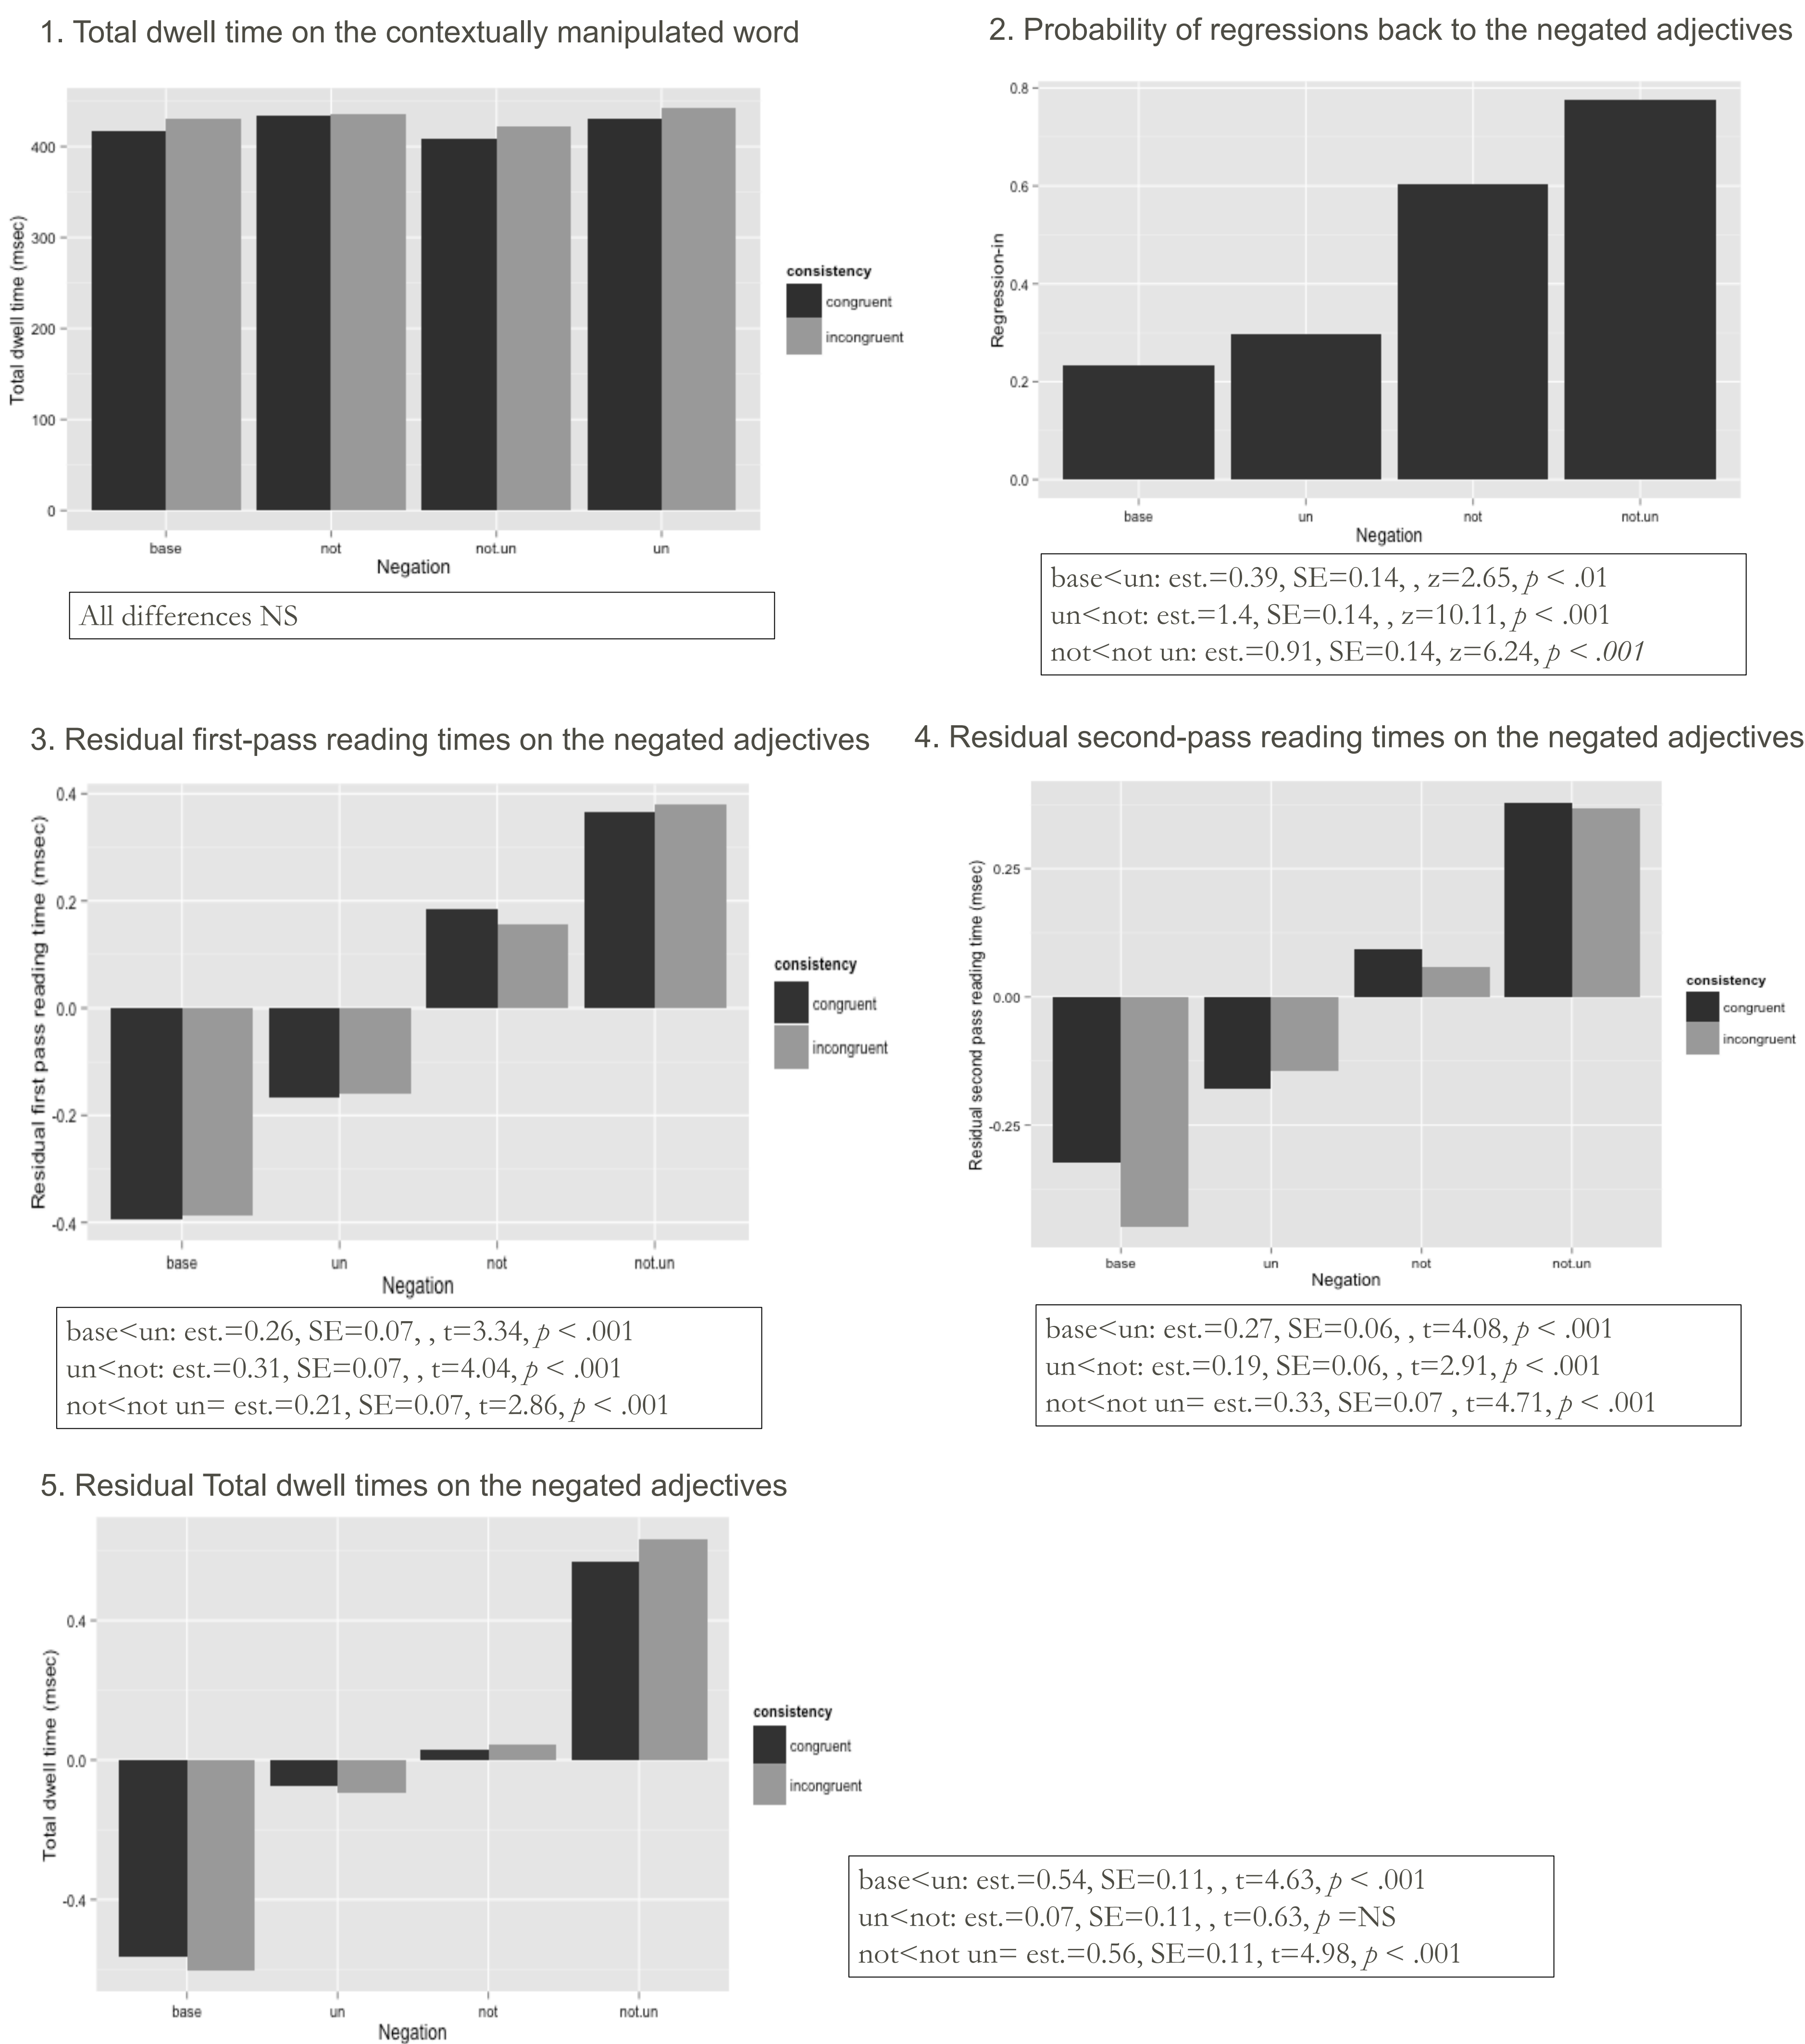 1. Total dwell time on the contextually manipulated word
400
300
200
100
0
Total dwell time (msec)
base not not.un un
Negation
consistency
congruent
incongruent
All differences NS
2. Probability of regressions back to the negated adjectives
0.8
0.6
0.4
0.2
0.0
Regression-in
base un not not.un
Negation
base<un: est.=0.39, SE=0.14, , z=2.65, p < .01
un<not: est.=1.4, SE=0.14, , z=10.11, p < .001
not<not un: est.=0.91, SE=0.14, z=6.24, p < .001
3. Residual first-pass reading times on the negated adjectives
0.4
0.2
0.0
-0.2
-0.4
Residual first pass reading time (msec)
base un not not.un
Negation
consistency
congruent
incongruent
base<un: est.=0.26, SE=0.07, , t=3.34, p < .001
un<not: est.=0.31, SE=0.07, , t=4.04, p < .001
not<not un= est.=0.21, SE=0.07, t=2.86, p < .001
4. Residual second-pass reading times on the negated adjectives
0.25
0.00
-0.25
Residual second pass reading time (msec)
base un not not.un
Negation
consistency
congruent
incongruent
base<un: est.=0.27, SE=0.06, , t=4.08, p < .001
un<not: est.=0.19, SE=0.06, , t=2.91, p < .001
not<not un= est.=0.33, SE=0.07 , t=4.71, p < .001
5. Residual Total dwell times on the negated adjectives
0.4
0.0
-0.4
Total dwell time (msec)
base un not not.un
Negation
consistency
congruent
incongruent
base<un: est.=0.54, SE=0.11, , t=4.63, p < .001
un<not: est.=0.07, SE=0.11, , t=0.63, p =NS
not<not un= est.=0.56, SE=0.11, t=4.98, p < .001